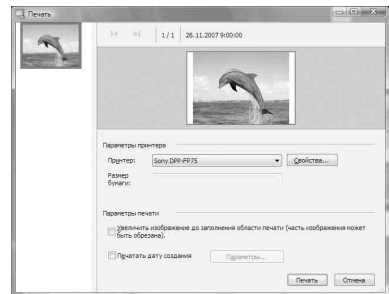 Печать
1 / 1 26.11.2007 9:00:00
Параметры принтера
Принтер: Sony DPP-FP75 Свойства...
Размер
бумаги:
Параметры печати
Увеличить изображение до заполнения области печати (часть изображения может
быть обрезана).
Печатать дату создания Параметры...
Печать Отмена